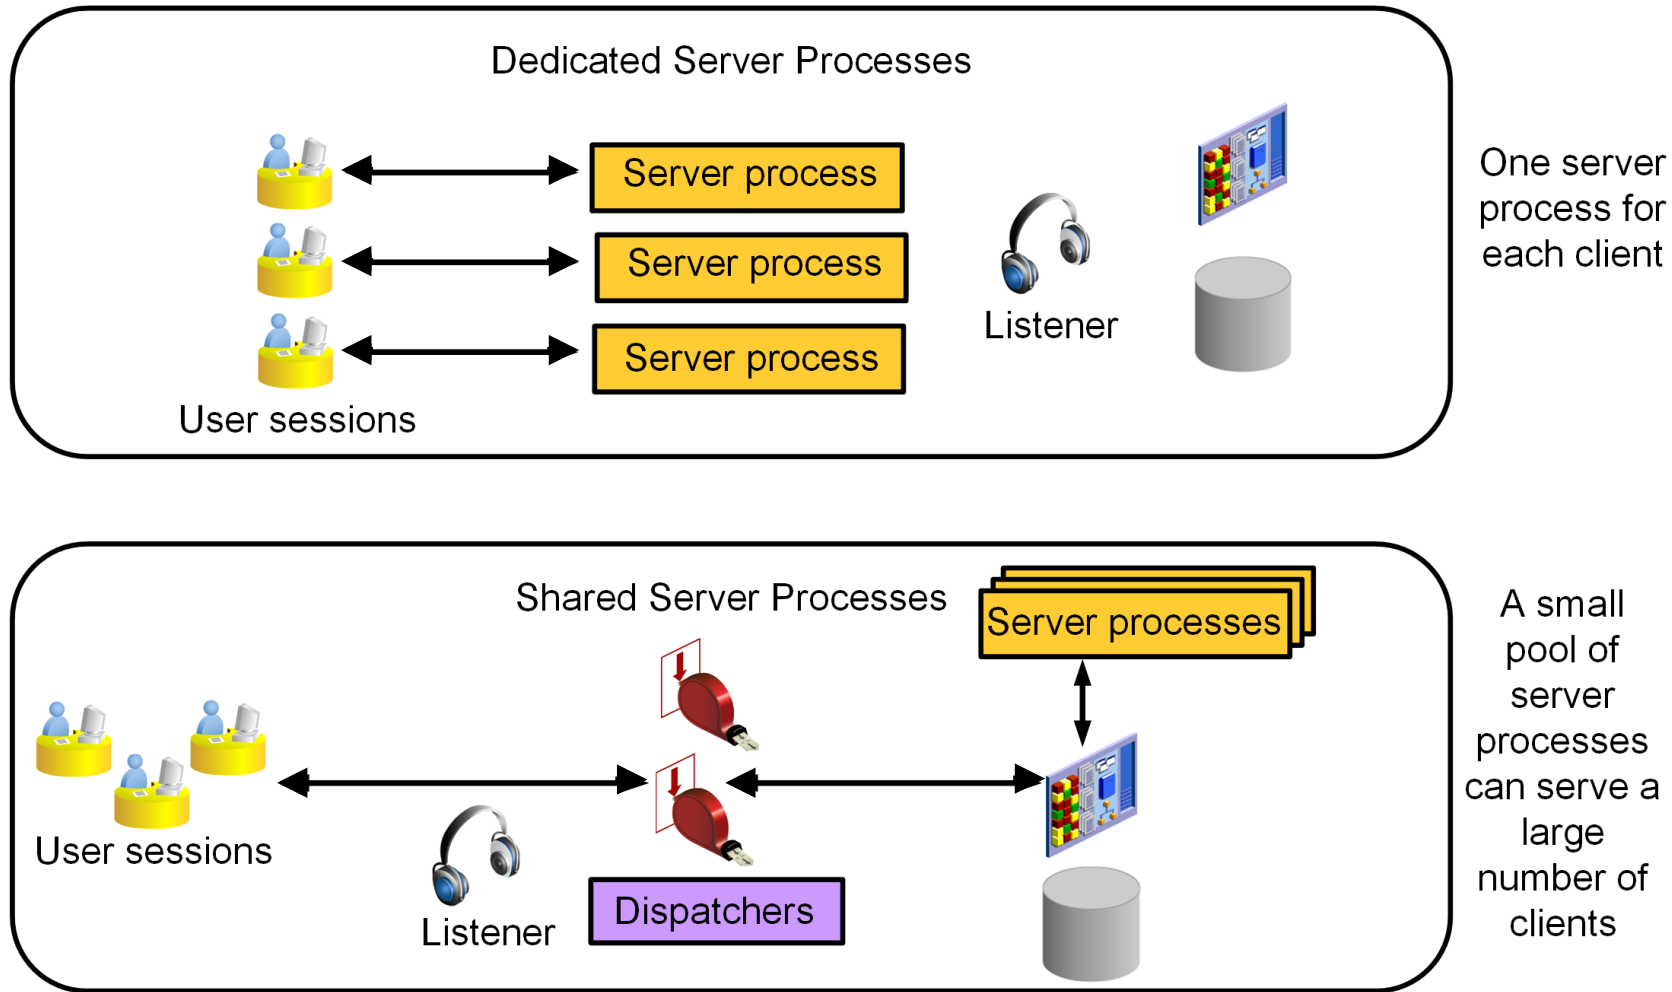 Dedicated Server Processes
Server process
Server process
Server process
User sessions
Listener
One server
process for
each client
Shared Server Processes
Server processes
User sessions
Listener
Dispatchers
A small
pool of
server
processes
can serve a
large
number of
clients